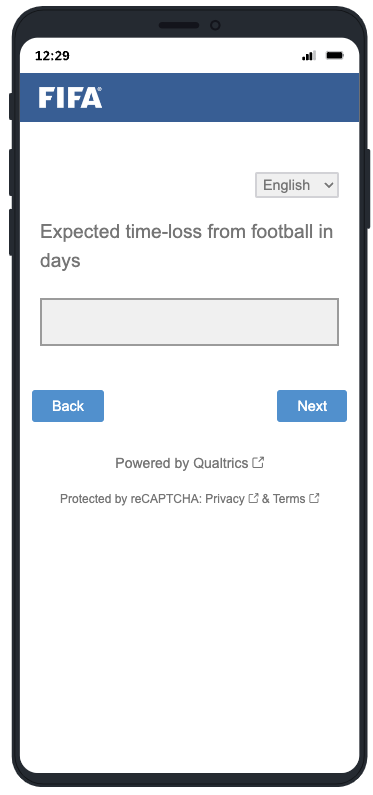 12:29
FIFA®
English
Expected time-loss from football in
days
Back
Next
Powered by Qualtrics
Protected by reCAPTCHA: Privacy & Terms